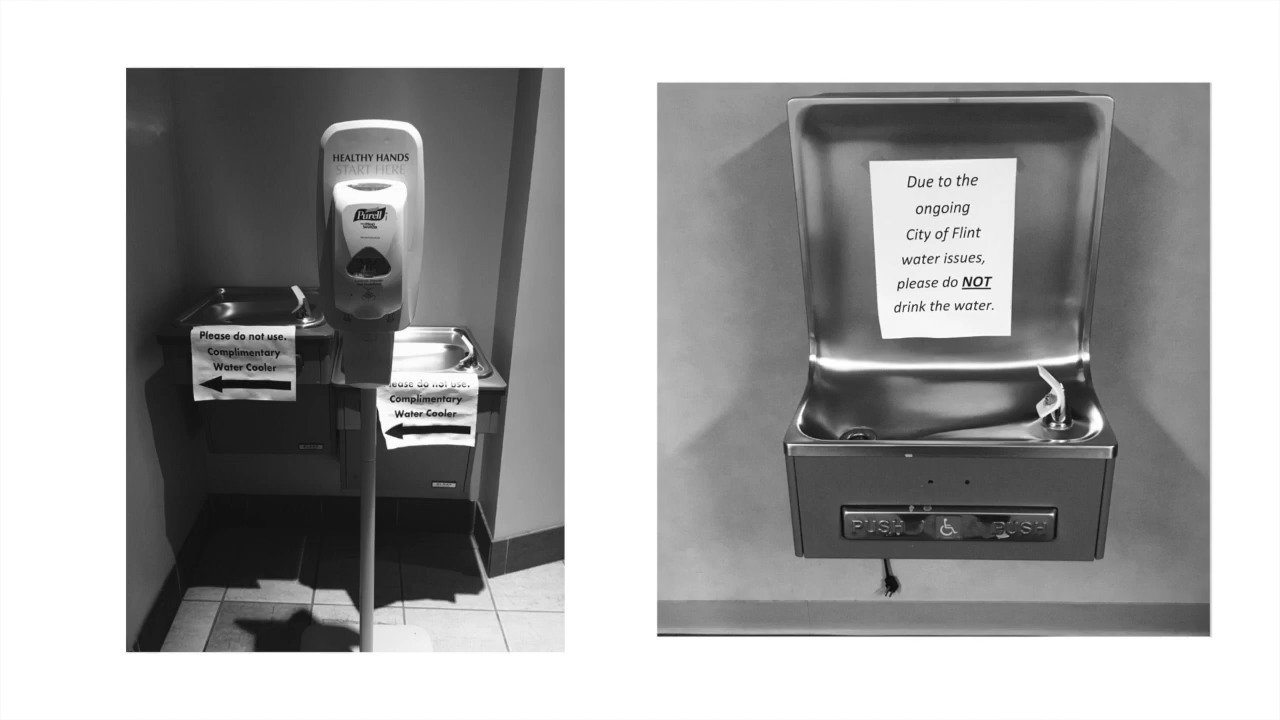 HEALTHY HANDS
START HERE
Purell
Please do not use.
Complimentary
Water Cooler
Please do not use.
Complimentary
Water Cooler
Due to the
ongoing
City of Flint
water issues,
please do NOT
drink the water.
PUSH
PUSH